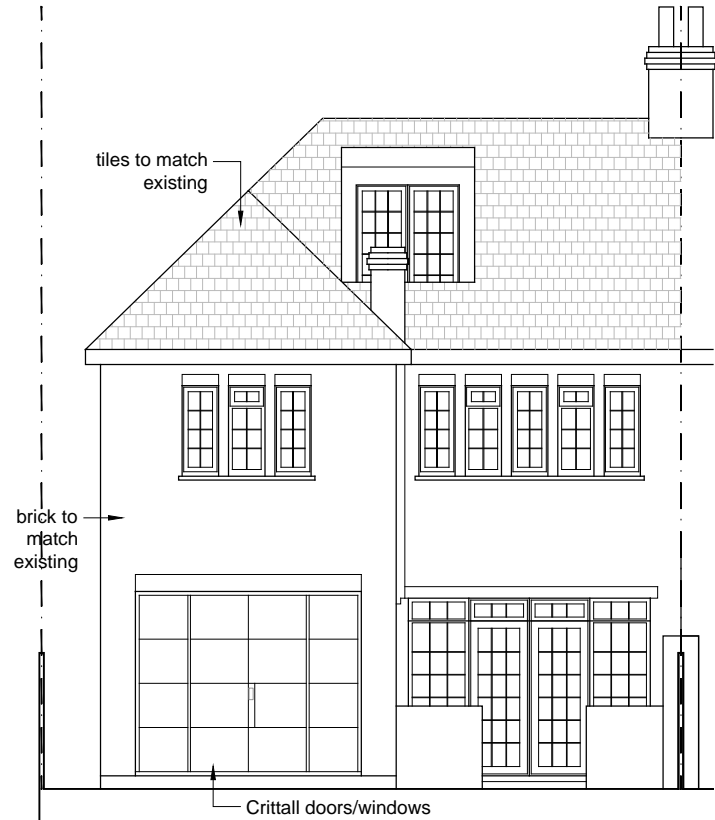 tiles to match
existing
brick to
match
existing
Crittall doors/windows